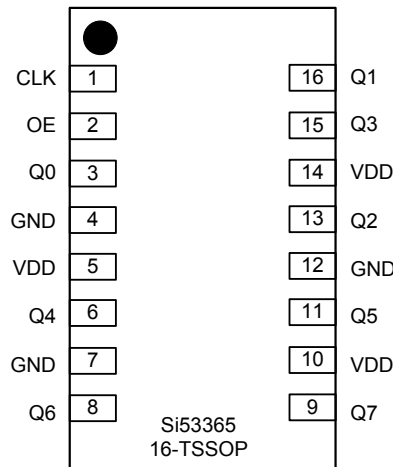 CLK 1 16 Q1
OE 2 15 Q3
Q0 3 14 VDD
GND 4 13 Q2
VDD 5 12 GND
Q4 6 11 Q5
GND 7 10 VDD
Q6 8 9 Q7
Si53365
16-TSSOP